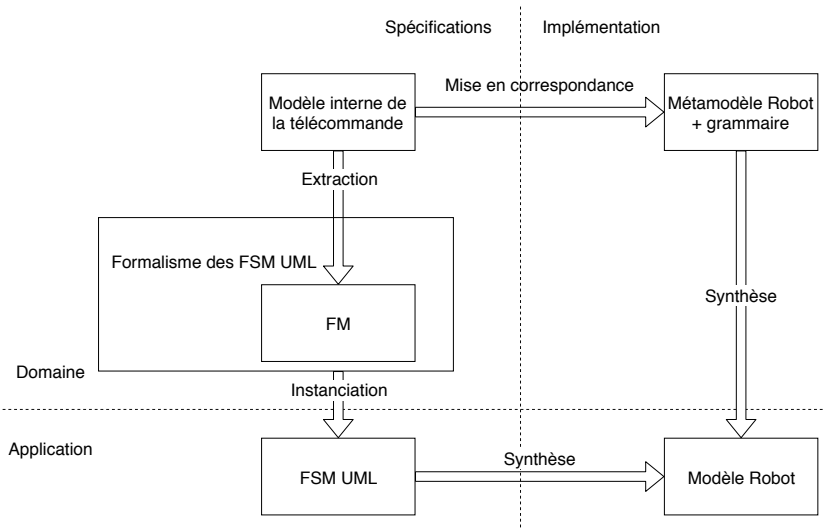 Spécifications
Implémentation
Modèle interne de
la télécommande
Mise en correspondance
Métamodèle Robot
+ grammaire
Extraction
Formalisme des FSM UML
FM
Synthèse
Domaine
Instanciation
Application
FSM UML
Synthèse
Modèle Robot